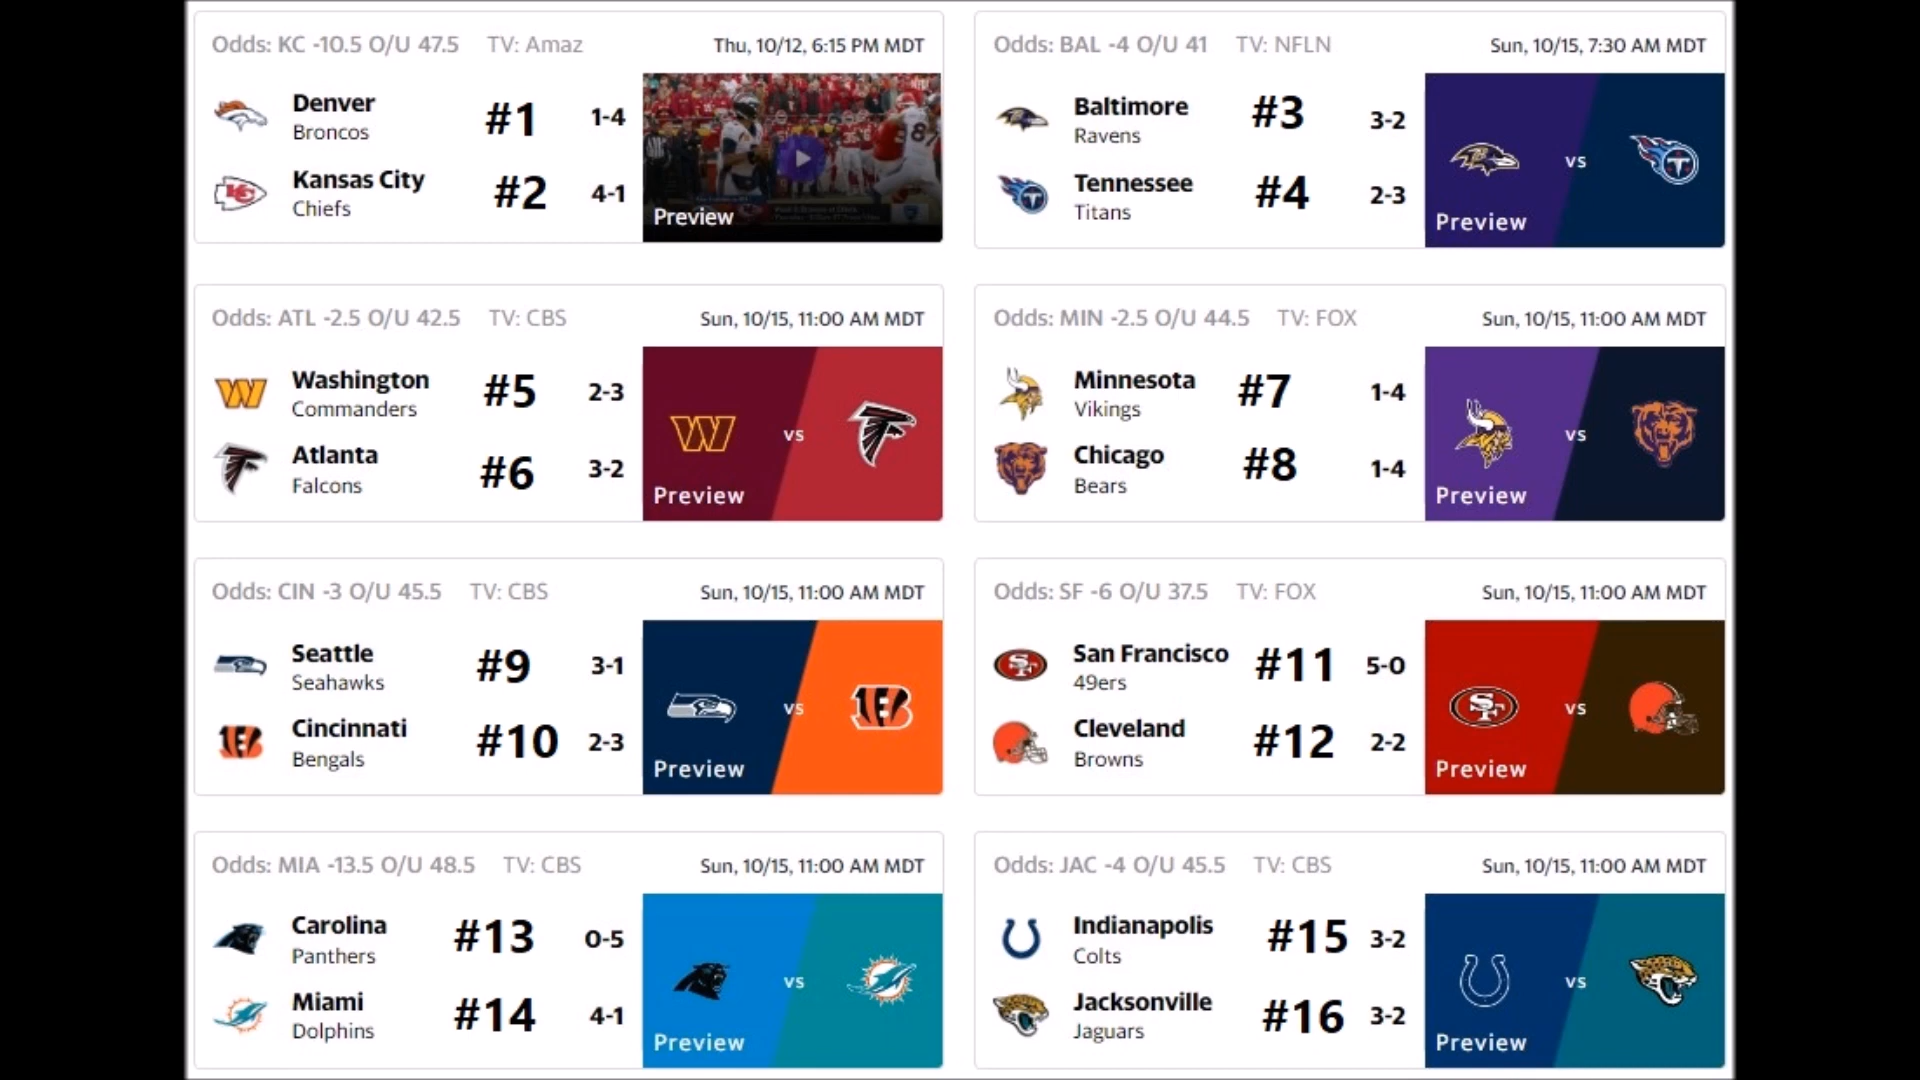 Odds: KC -10.5 O/U 47.5 TV: Amaz Thu, 10/12, 6:15 PM MDT
Denver #1 1-4
Broncos
Kansas City #2 4-1
Chiefs
Preview
Odds: BAL -4 O/U 41 TV: NFLN Sun, 10/15, 7:30 AM MDT
Baltimore #3 3-2
Ravens
Tennessee #4 2-3
Titans
vs
Preview
Odds: ATL -2.5 O/U 42.5 TV: CBS Sun, 10/15, 11:00 AM MDT
Washington #5 2-3
Commanders
Atlanta #6 3-2
Falcons
vs
Preview
Odds: MIN -2.5 O/U 44.5 TV: FOX Sun, 10/15, 11:00 AM MDT
Minnesota #7 1-4
Vikings
Chicago #8 1-4
Bears
vs
Preview
Odds: CIN -3 O/U 45.5 TV: CBS Sun, 10/15, 11:00 AM MDT
Seattle #9 3-1
Seahawks
Cincinnati #10 2-3
Bengals
vs
Preview
Odds: SF -6 O/U 37.5 TV: FOX Sun, 10/15, 11:00 AM MDT
San Francisco #11 5-0
49ers
Cleveland #12 2-2
Browns
vs
Preview
Odds: MIA -13.5 O/U 48.5 TV: CBS Sun, 10/15, 11:00 AM MDT
Carolina #13 0-5
Panthers
Miami #14 4-1
Dolphins
vs
Preview
Odds: JAC -4 O/U 45.5 TV: CBS Sun, 10/15, 11:00 AM MDT
Indianapolis #15 3-2
Colts
Jacksonville #16 3-2
Jaguars
vs
Preview